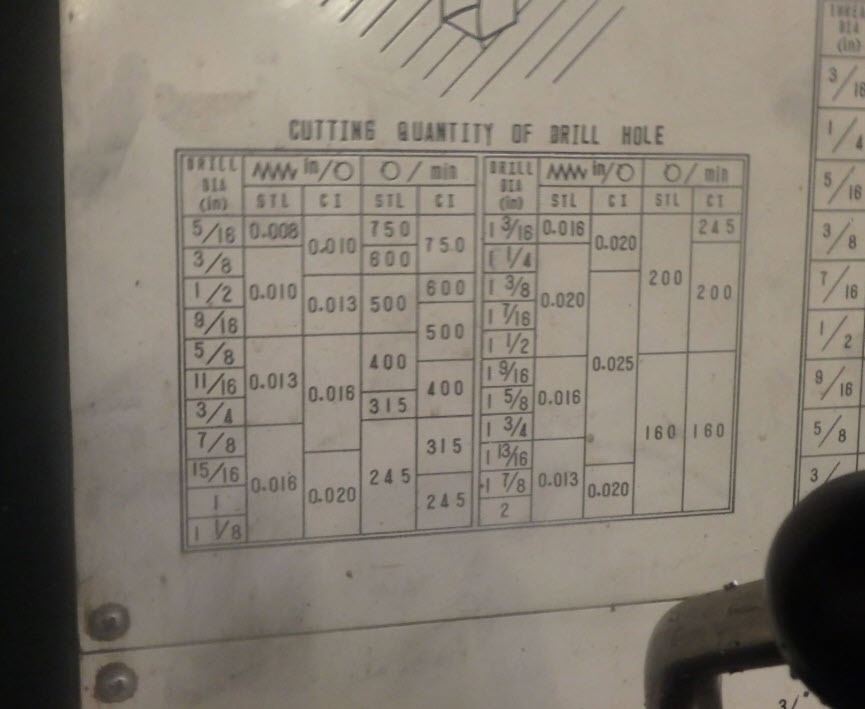 CUTTING QUANTITY OF DRILL HOLE
DRILL DIA (in) in/ / min DRILL DIA (in) in/ / min
STL CI STL CI STL CI STL CI
5/16 0.008 0.010 750 750 1 3/16 0.016 0.020 200 245
3/8 0.010 600 1 1/4 0.020 200
1/2 0.013 500 600 1 3/8 0.025
9/16 500 1 7/16
5/8 0.013 0.016 400 1 1/2
11/16 400 1 9/16 0.016 160 160
3/4 315 1 5/8
7/8 0.016 245 315 1 3/4
15/16 0.020 1 13/16 0.013
1 245 1 7/8 0.020
1 1/8 2
THREAD
DIA
(in)
3/16
1/4
5/16
3/8
7/16
1/2
9/16
5/8
3/